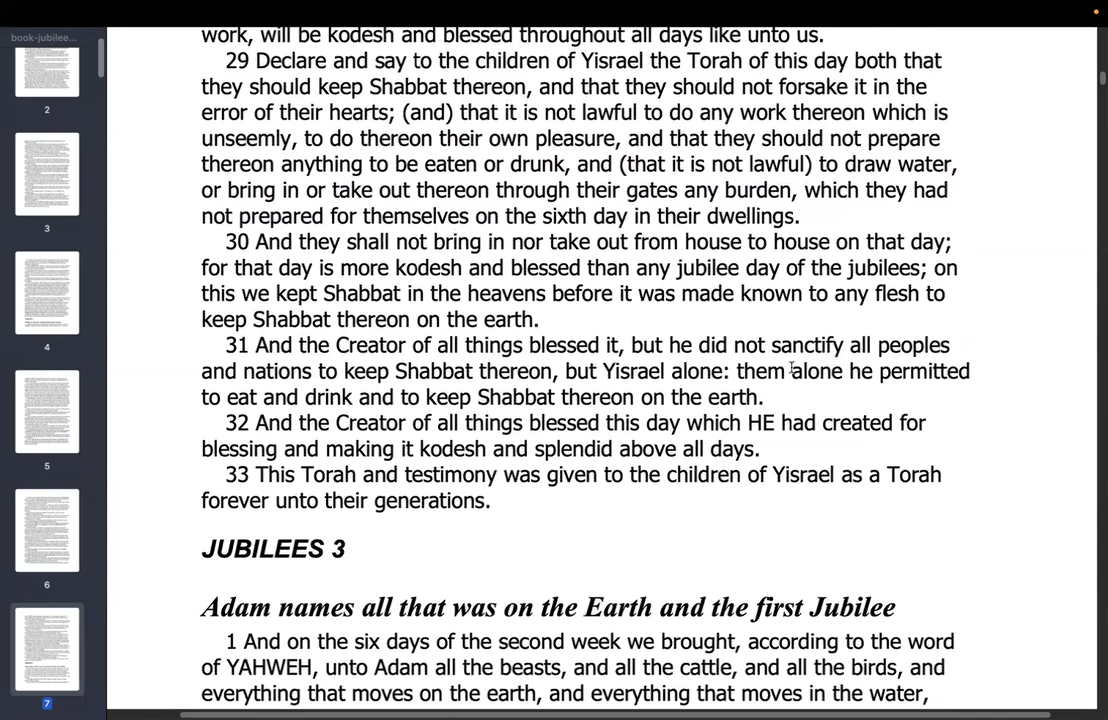 book-jubilee...
2
3
4
5
6
7
work, will be kodesh and blessed throughout all days like unto us.
29 Declare and say to the children of Yisrael the Torah of this day both that
they should keep Shabbat thereon, and that they should not forsake it in the
error of their hearts; (and) that it is not lawful to do any work thereon which is
unseemly, to do thereon their own pleasure, and that they should not prepare
thereon anything to be eaten or drunk, and (that it is not lawful) to draw water,
or bring in or take out thereon through their gates any burden, which they had
not prepared for themselves on the sixth day in their dwellings.
30 And they shall not bring in nor take out from house to house on that day;
for that day is more kodesh and blessed than any jubilee day of the jubilees; on
this we kept Shabbat in the heavens before it was made known to any flesh to
keep Shabbat thereon on the earth.
31 And the Creator of all things blessed it, but he did not sanctify all peoples
and nations to keep Shabbat thereon, but Yisrael alone: them alone he permitted
to eat and drink and to keep Shabbat thereon on the earth.
32 And the Creator of all things blessed this day which HE had created for
blessing and making it kodesh and splendid above all days.
33 This Torah and testimony was given to the children of Yisrael as a Torah
forever unto their generations.
JUBILEES 3
Adam names all that was on the Earth and the first Jubilee
1 And on the six days of the second week we brought, according to the word
of YAHWEH, unto Adam all the beasts, and all the cattle, and all the birds, and
everything that moves on the earth, and everything that moves in the water,